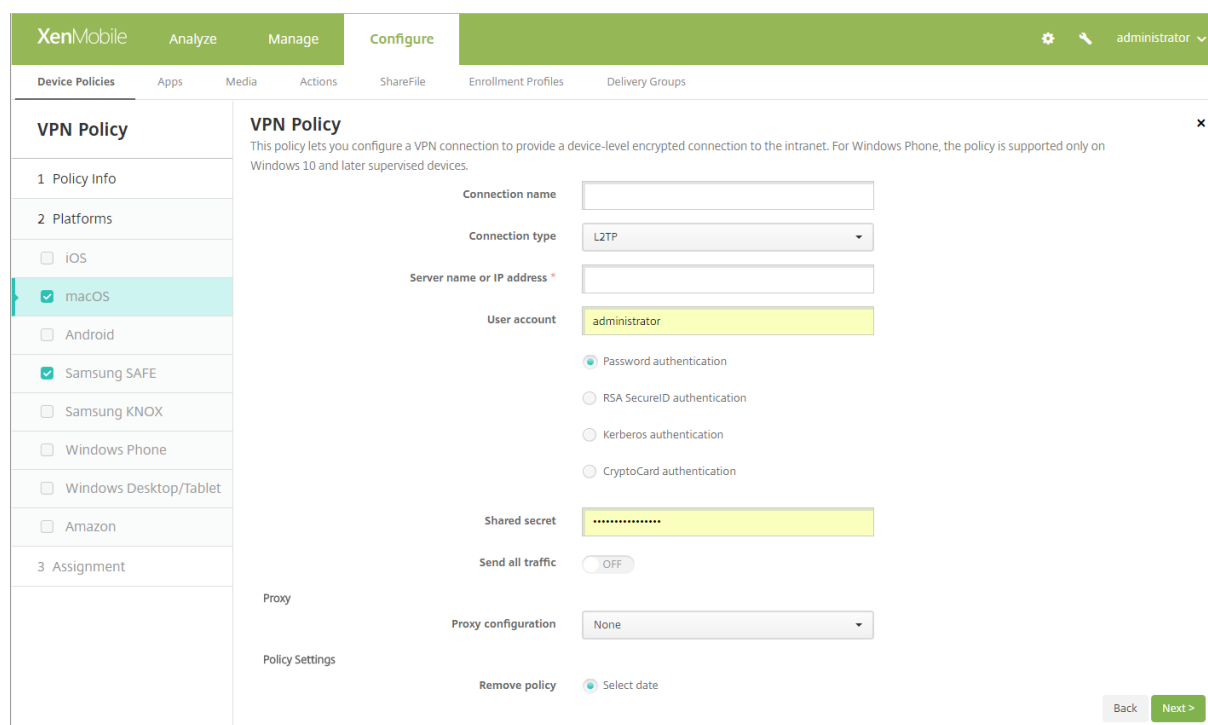 XenMobile Analyze Manage Configure administrator
Device Policies Apps Media Actions ShareFile Enrollment Profiles Delivery Groups
VPN Policy
1 Policy Info
2 Platforms
iOS
macOS
Android
Samsung SAFE
Samsung KNOX
Windows Phone
Windows Desktop/Tablet
Amazon
3 Assignment
VPN Policy
This policy lets you configure a VPN connection to provide a device-level encrypted connection to the intranet. For Windows Phone, the policy is supported only on
Windows 10 and later supervised devices.
Connection name
Connection type L2TP
Server name or IP address *
User account administrator
Password authentication
RSA SecureID authentication
Kerberos authentication
CryptoCard authentication
Shared secret ••••••••••••••••
Send all traffic OFF
Proxy
Proxy configuration None
Policy Settings
Remove policy Select date
Back Next >